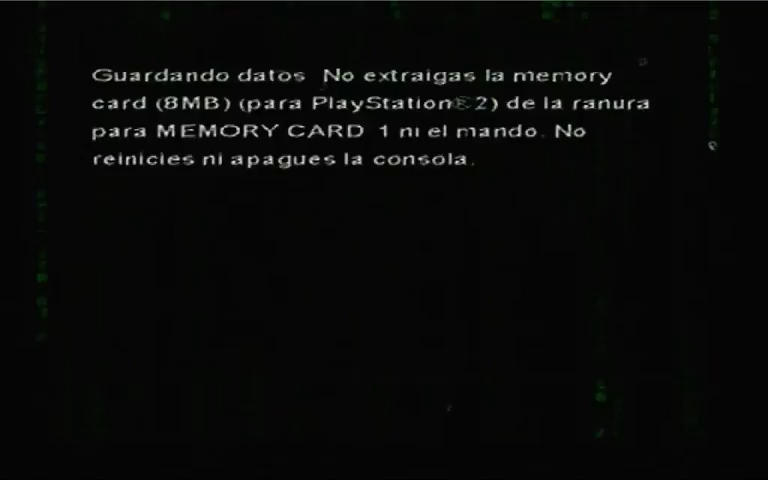 Guardando datos. No extraigas la memory
card (8MB) (para PlayStation®2) de la ranura
para MEMORY CARD 1 ni el mando. No
reinicies ni apagues la consola.